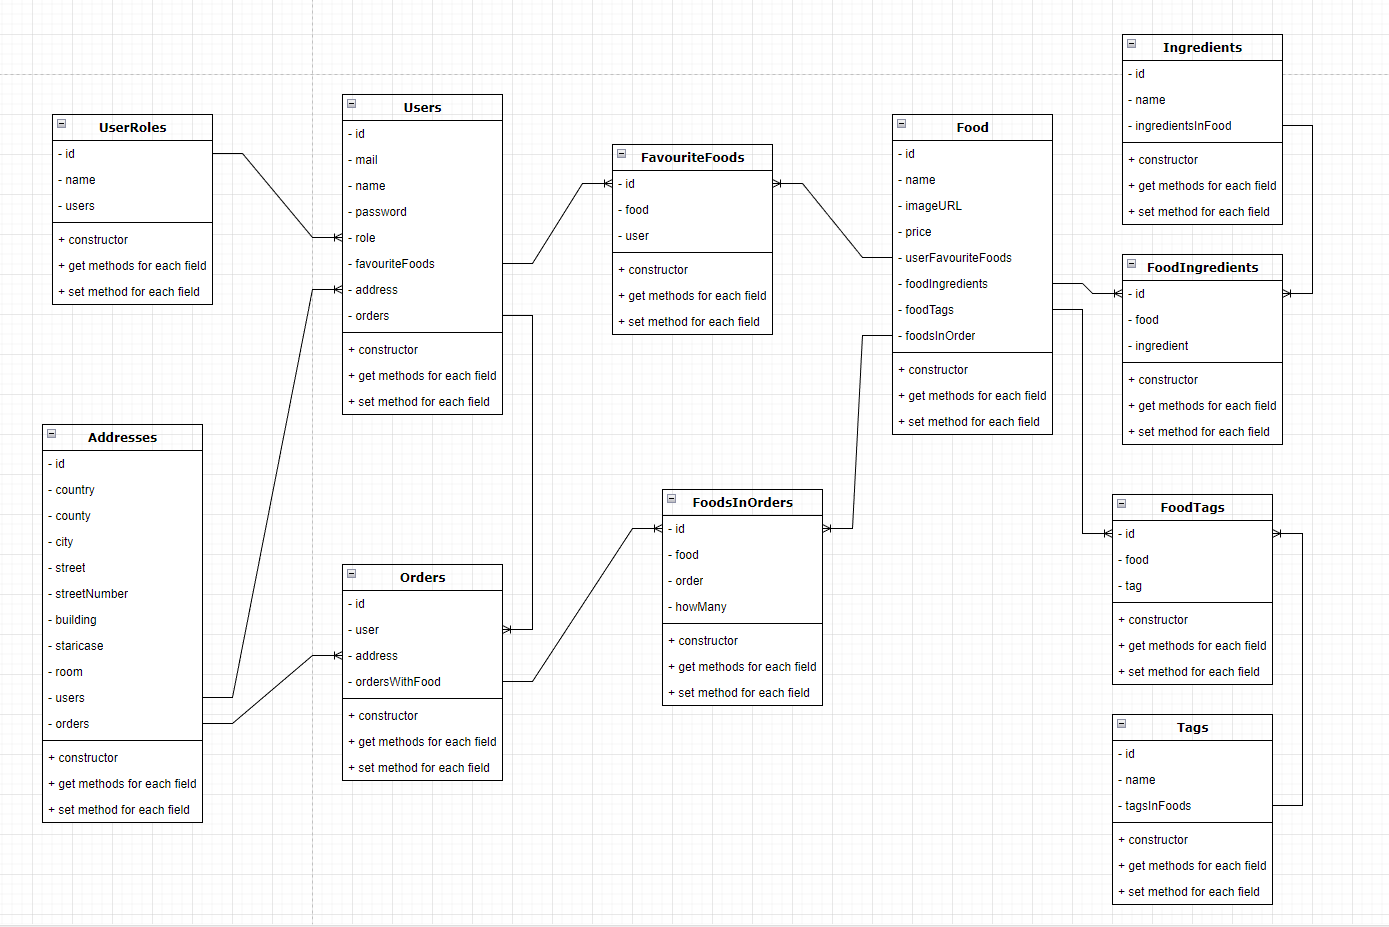 UserRoles
- id
- name
- users
+ constructor
+ get methods for each field
+ set method for each field
Users
- id
- mail
- name
- password
- role
- favouriteFoods
- address
- orders
+ constructor
+ get methods for each field
+ set method for each field
FavouriteFoods
- id
- food
- user
+ constructor
+ get methods for each field
+ set method for each field
Food
- id
- name
- imageURL
- price
- userFavouriteFoods
- foodIngredients
- foodTags
- foodsInOrder
+ constructor
+ get methods for each field
+ set method for each field
Ingredients
- id
- name
- ingredientsInFood
+ constructor
+ get methods for each field
+ set method for each field
FoodIngredients
- id
- food
- ingredient
+ constructor
+ get methods for each field
+ set method for each field
Addresses
- id
- country
- county
- city
- street
- streetNumber
- building
- staricase
- room
- users
- orders
+ constructor
+ get methods for each field
+ set method for each field
Orders
- id
- user
- address
- ordersWithFood
+ constructor
+ get methods for each field
+ set method for each field
FoodsInOrders
- id
- food
- order
- howMany
+ constructor
+ get methods for each field
+ set method for each field
FoodTags
- id
- food
- tag
+ constructor
+ get methods for each field
+ set method for each field
Tags
- id
- name
- tagsInFoods
+ constructor
+ get methods for each field
+ set method for each field